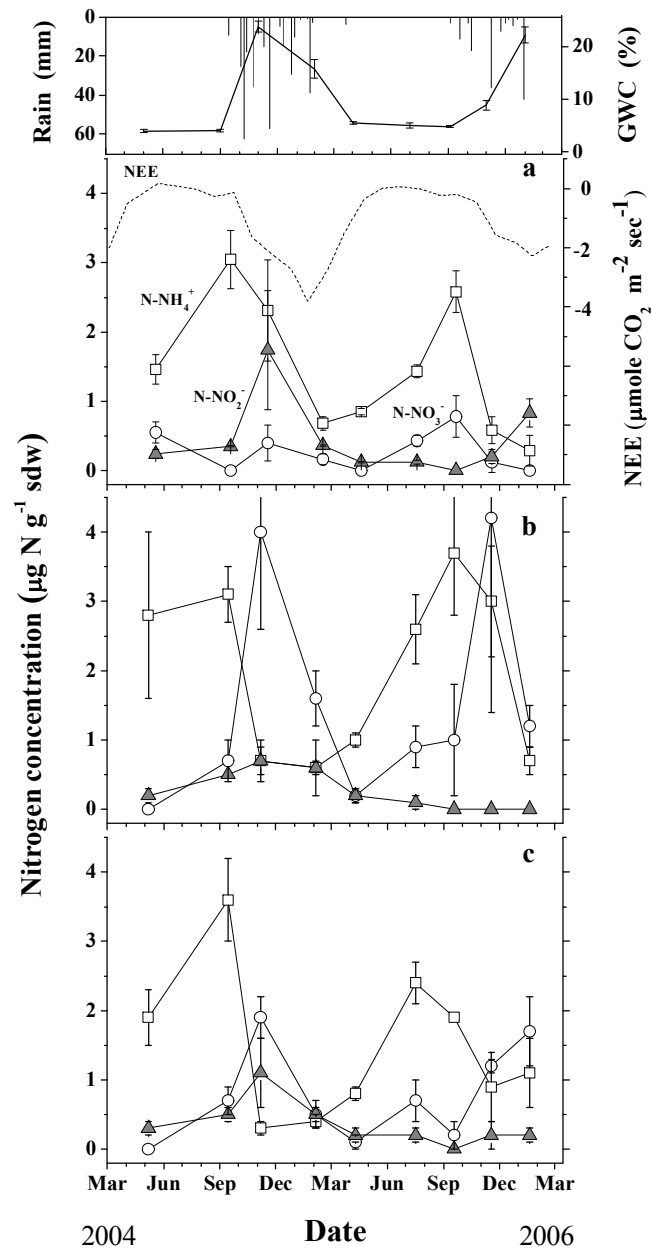 0
20
40
60
Rain (mm)
20
10
0
GWC (%)
NEE
a
4
3
2
1
0
N-NH₄⁺
N-NO₂⁻
N-NO₃⁻
0
-2
-4
NEE (μmole CO₂ m⁻² sec⁻¹)
Nitrogen concentration (μg N g⁻¹ sdw)
b
4
3
2
1
0
c
4
3
2
1
0
Mar Jun Sep Dec Mar Jun Sep Dec Mar
2004 Date 2006